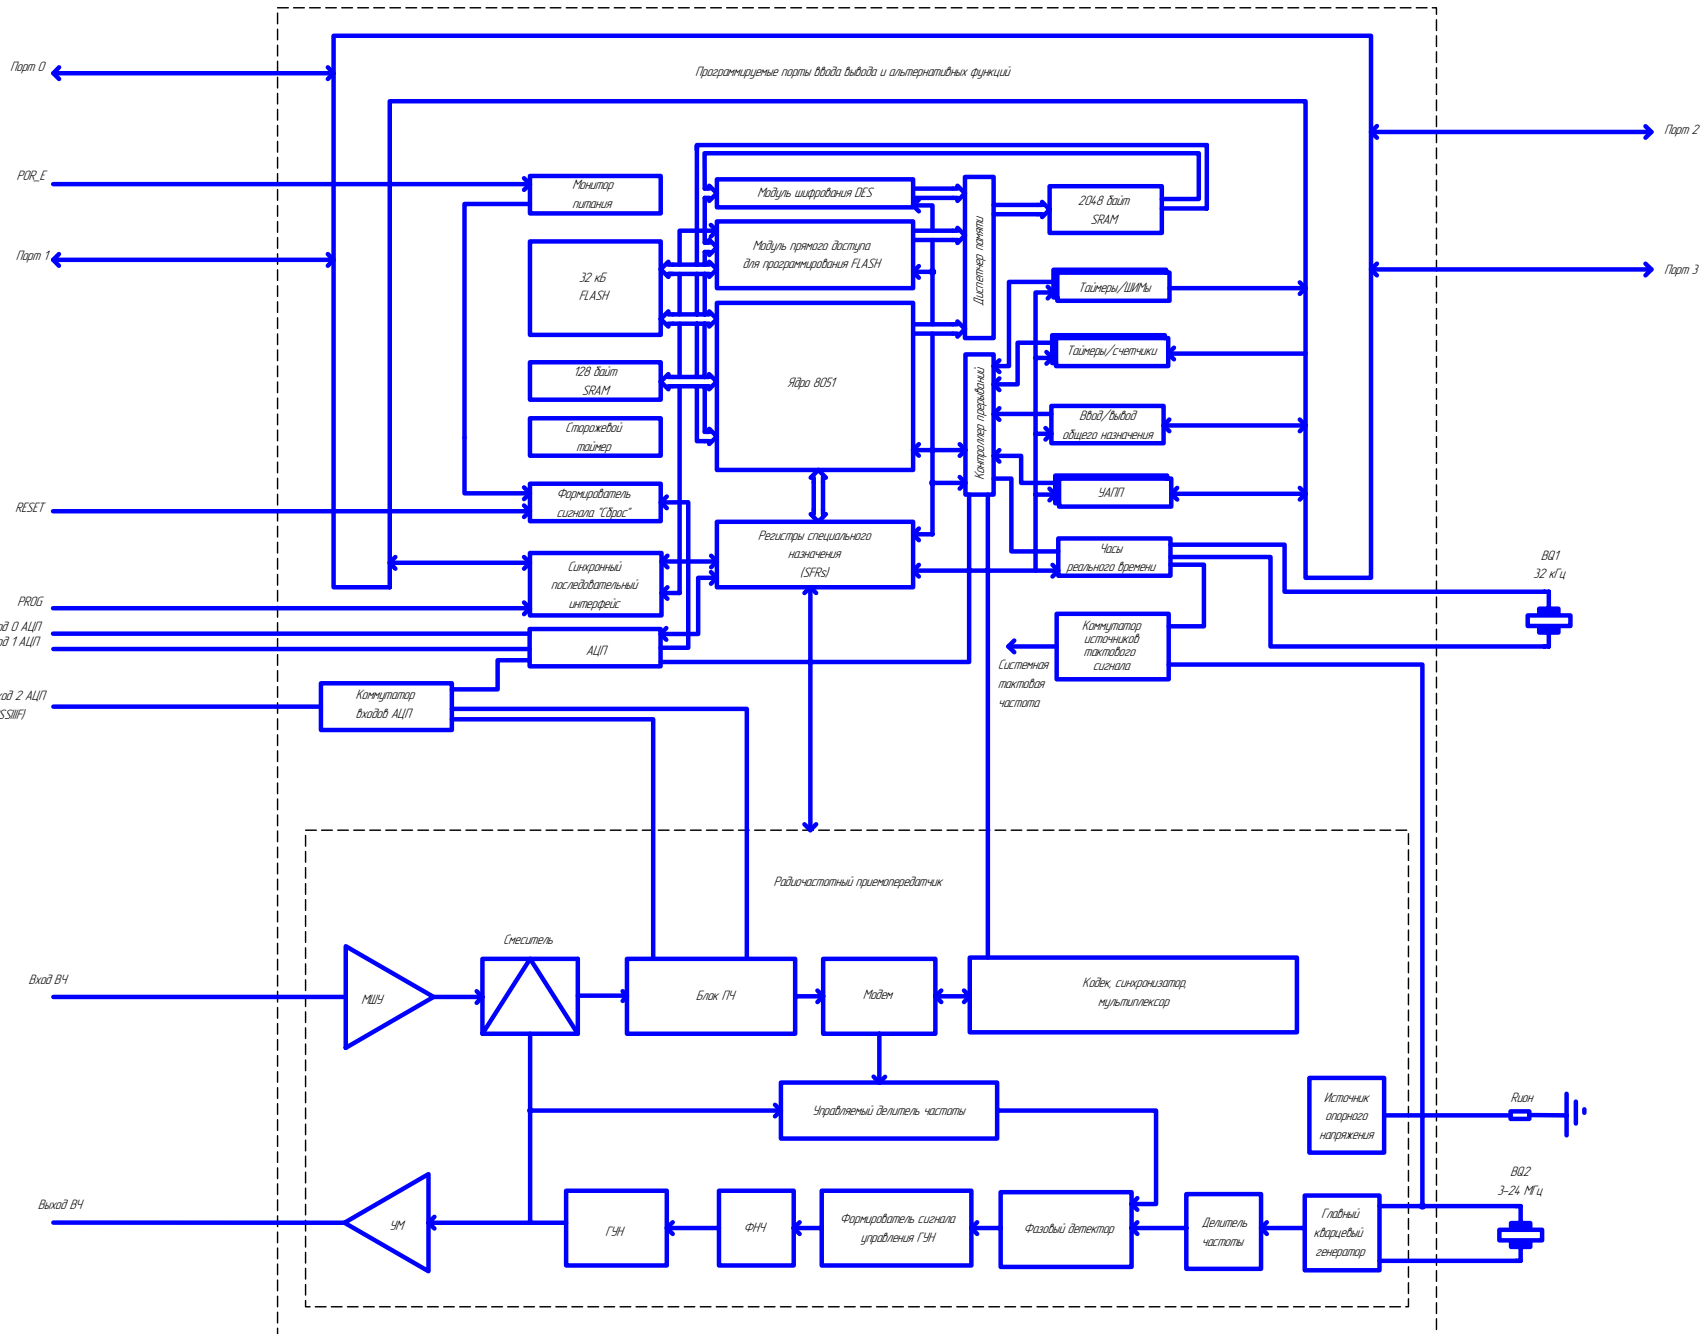 Порт 0
Программируемые порты ввода вывода и альтернативных функций
Порт 2
POR_E
Монитор
питания
Модуль шифрования DES
2048 байт
SRAM
Диспетчер памяти
Порт 1
32 кБ
FLASH
Модуль прямого доступа
для программирования FLASH
Таймеры/ШИМы
Порт 3
Таймеры/счетчики
128 байт
SRAM
Ядро 8051
Контроллер прерываний
Ввод/вывод
общего назначения
Сторожевой
таймер
УАПП
RESET
Формирователь
сигнала "Сброс"
Регистры специального
назначения
(SFRs)
Часы
реального времени
BQ1
32 кГц
Синхронный
последовательный
интерфейс
PROG
0 АЦП
1 АЦП
АЦП
Коммутатор
источников
тактового
сигнала
Системная
тактовая
частота
2 АЦП
Коммутатор
входов АЦП
Радиочастотный приемопередатчик
Смеситель
Вход ВЧ
МШУ
Блок ПЧ
Модем
Кодек, синхронизатор,
мультиплексор
Управляемый делитель частоты
Источник
опорного
напряжения
Rион
BQ2
3-24 МГц
Выход ВЧ
УМ
ГУН
ФНЧ
Формирователь сигнала
управления ГУН
Фазовый детектор
Делитель
частоты
Главный
кварцевый
генератор